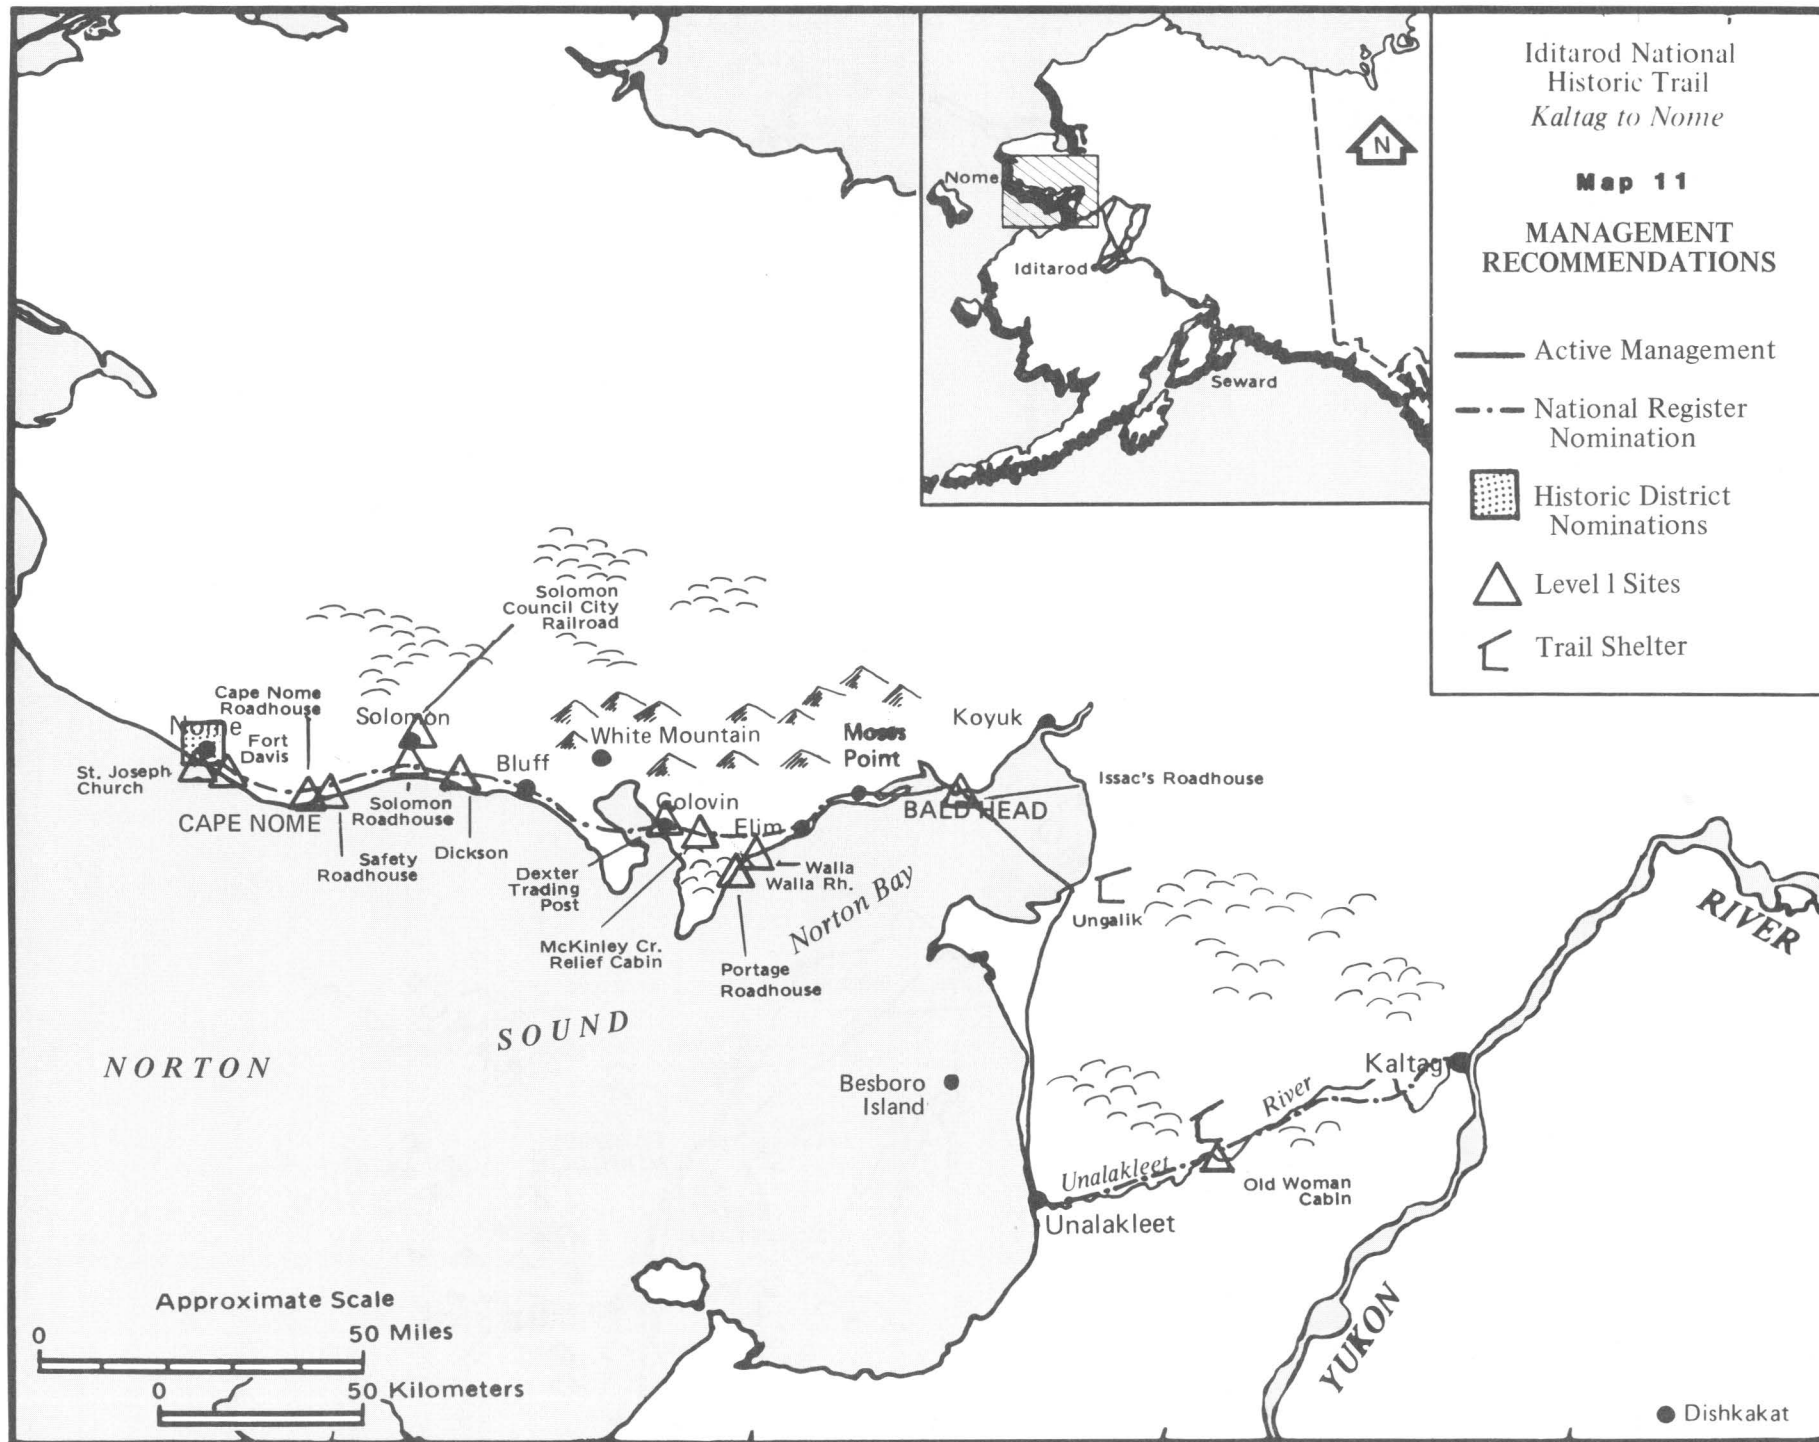 Iditarod National
Historic Trail
Kaltag to Nome
Map 11
MANAGEMENT
RECOMMENDATIONS
Active Management
National Register
Nomination
Historic District
Nominations
Level 1 Sites
Trail Shelter
N
Nome
Iditarod
Seward
Solomon
Council City
Railroad
Cape Nome
Roadhouse
Nome
Fort
Davis
St. Joseph
Church
CAPE NOME
Solomon
Solomon
Roadhouse
Safety
Roadhouse
Dickson
Bluff
White Mountain
Moses
Point
Koyuk
Issac's Roadhouse
BALD HEAD
Golovin
Elim
Dexter
Trading
Post
Walla
Walla Rh.
McKinley Cr.
Relief Cabin
Portage
Roadhouse
Norton Bay
Ungalik
RIVER
NORTON
SOUND
Besboro
Island
Kaltag
River
Unalakleet
Old Woman
Cabin
Unalakleet
YUKON
Approximate Scale
0
50 Miles
0
50 Kilometers
Dishkakat